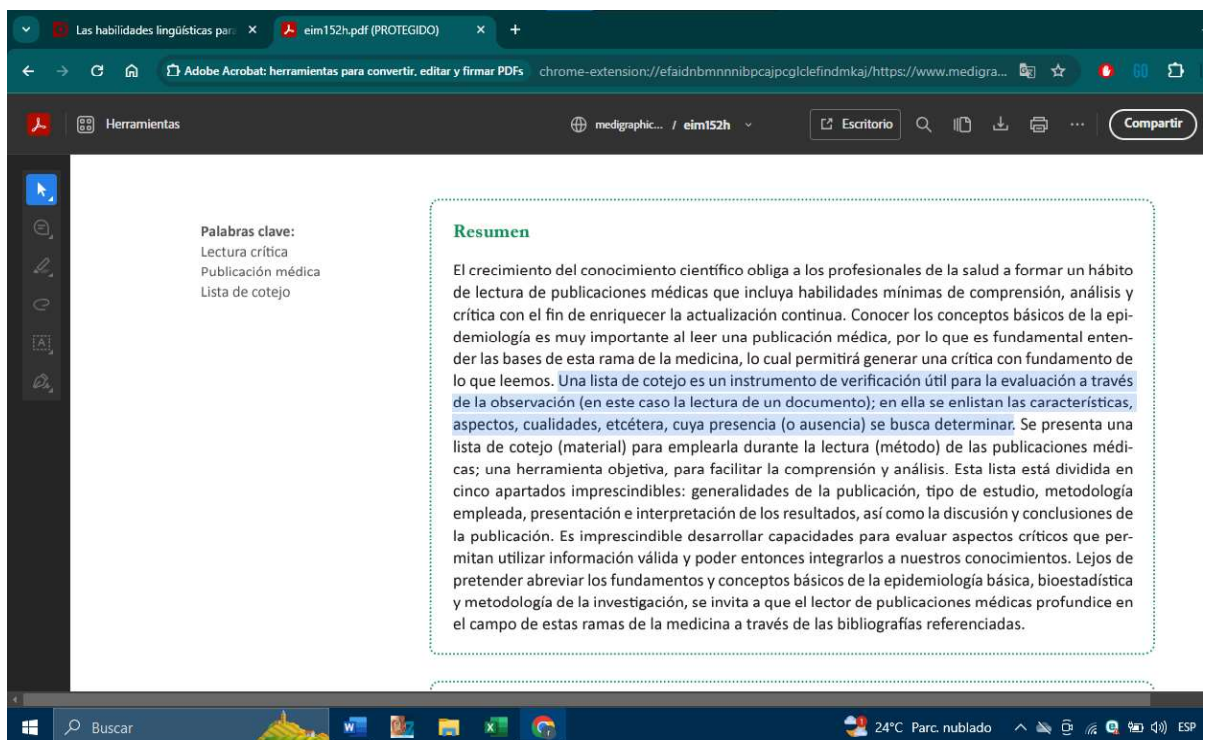 Las habilidades lingüísticas par
eim152h.pdf (PROTEGIDO)
Adobe Acrobat: herramientas para convertir, editar y firmar PDFs
chrome-extension://efaidnbmnnnibpcajpcglclefindmkaj/https://www.medigra...
Herramientas
medigraphic... / eim152h
Escritorio
Compartir
Palabras clave:
Lectura crítica
Publicación médica
Lista de cotejo
Resumen
El crecimiento del conocimiento científico obliga a los profesionales de la salud a formar un hábito
de lectura de publicaciones médicas que incluya habilidades mínimas de comprensión, análisis y
crítica con el fin de enriquecer la actualización continua. Conocer los conceptos básicos de la epi-
demiología es muy importante al leer una publicación médica, por lo que es fundamental enten-
der las bases de esta rama de la medicina, lo cual permitirá generar una crítica con fundamento de
lo que leemos. Una lista de cotejo es un instrumento de verificación útil para la evaluación a través
de la observación (en este caso la lectura de un documento); en ella se enlistan las características,
aspectos, cualidades, etcétera, cuya presencia (o ausencia) se busca determinar. Se presenta una
lista de cotejo (material) para emplearla durante la lectura (método) de las publicaciones médi-
cas; una herramienta objetiva, para facilitar la comprensión y análisis. Esta lista está dividida en
cinco apartados imprescindibles: generalidades de la publicación, tipo de estudio, metodología
empleada, presentación e interpretación de los resultados, así como la discusión y conclusiones de
la publicación. Es imprescindible desarrollar capacidades para evaluar aspectos críticos que per-
mitan utilizar información válida y poder entonces integrarlos a nuestros conocimientos. Lejos de
pretender abreviar los fundamentos y conceptos básicos de la epidemiología básica, bioestadística
y metodología de la investigación, se invita a que el lector de publicaciones médicas profundice en
el campo de estas ramas de la medicina a través de las bibliografías referenciadas.
Buscar
24°C Parc. nublado
ESP